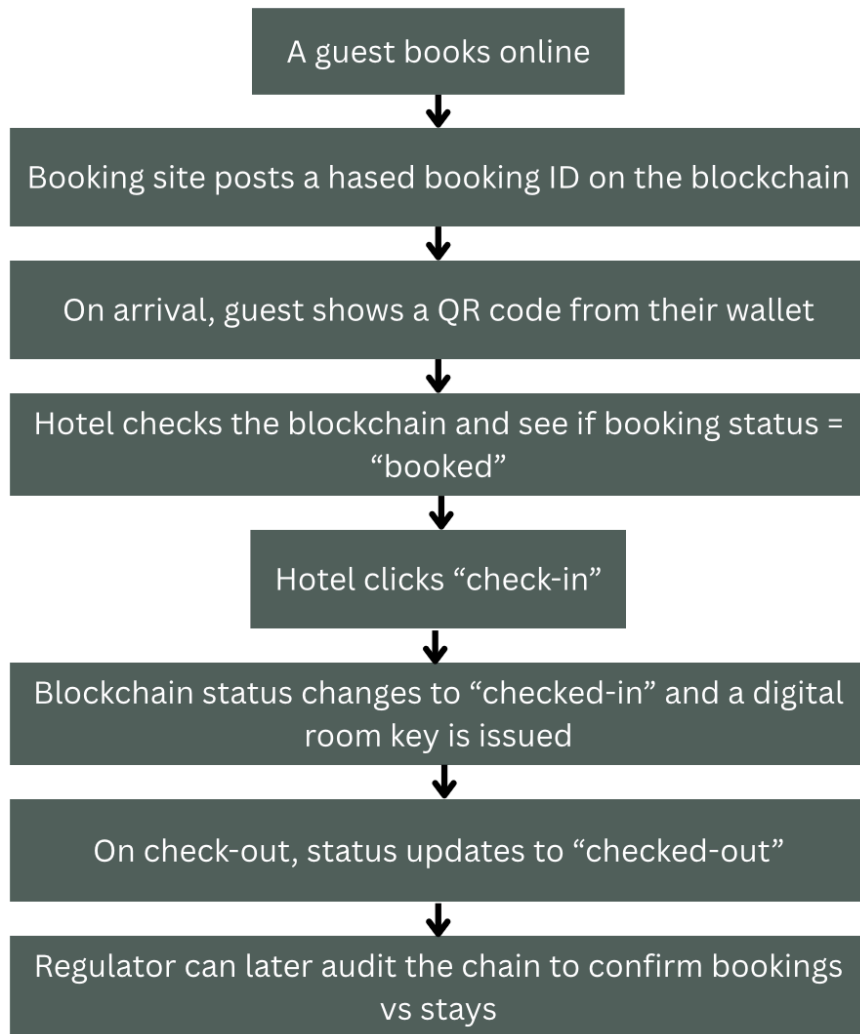 A guest books online
Booking site posts a hased booking ID on the blockchain
On arrival, guest shows a QR code from their wallet
Hotel checks the blockchain and see if booking status =
“booked”
Hotel clicks “check-in”
Blockchain status changes to “checked-in” and a digital
room key is issued
On check-out, status updates to “checked-out”
Regulator can later audit the chain to confirm bookings
vs stays